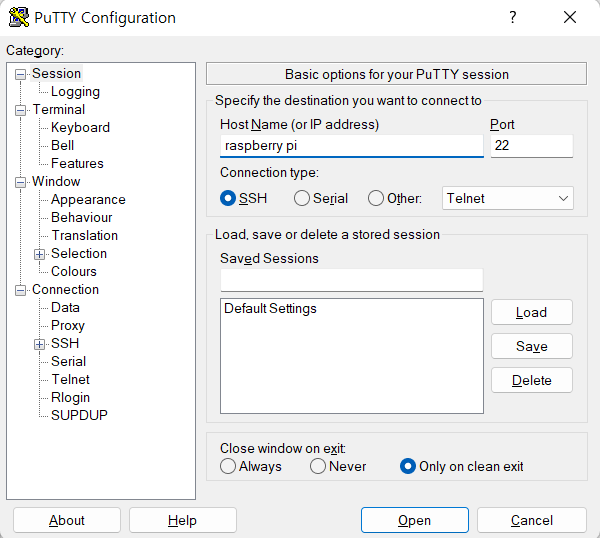 PuTTY Configuration
?
Category:
Session
Logging
Terminal
Keyboard
Bell
Features
Window
Appearance
Behaviour
Translation
Selection
Colours
Connection
Data
Proxy
SSH
Serial
Telnet
Rlogin
SUPDUP
Basic options for your PuTTY session
Specify the destination you want to connect to
Host Name (or IP address) Port
raspberry pi 22
Connection type:
SSH Serial Other: Telnet
Load, save or delete a stored session
Saved Sessions
Default Settings
Load
Save
Delete
Close window on exit:
Always Never Only on clean exit
About Help Open Cancel